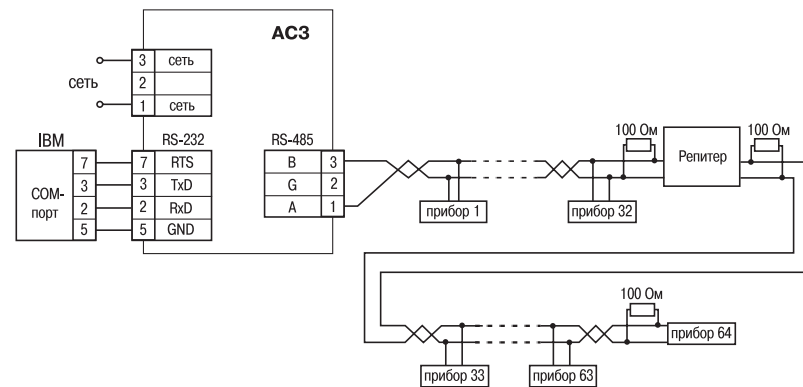 АС3
3 сеть
сеть
2
1 сеть
IBM
RS-232
RS-485
COM-
порт
7
3
2
5
7 RTS
3 TxD
2 RxD
5 GND
B 3
G 2
A 1
100 Ом
Репитер
100 Ом
прибор 1
прибор 32
100 Ом
прибор 64
прибор 33
прибор 63